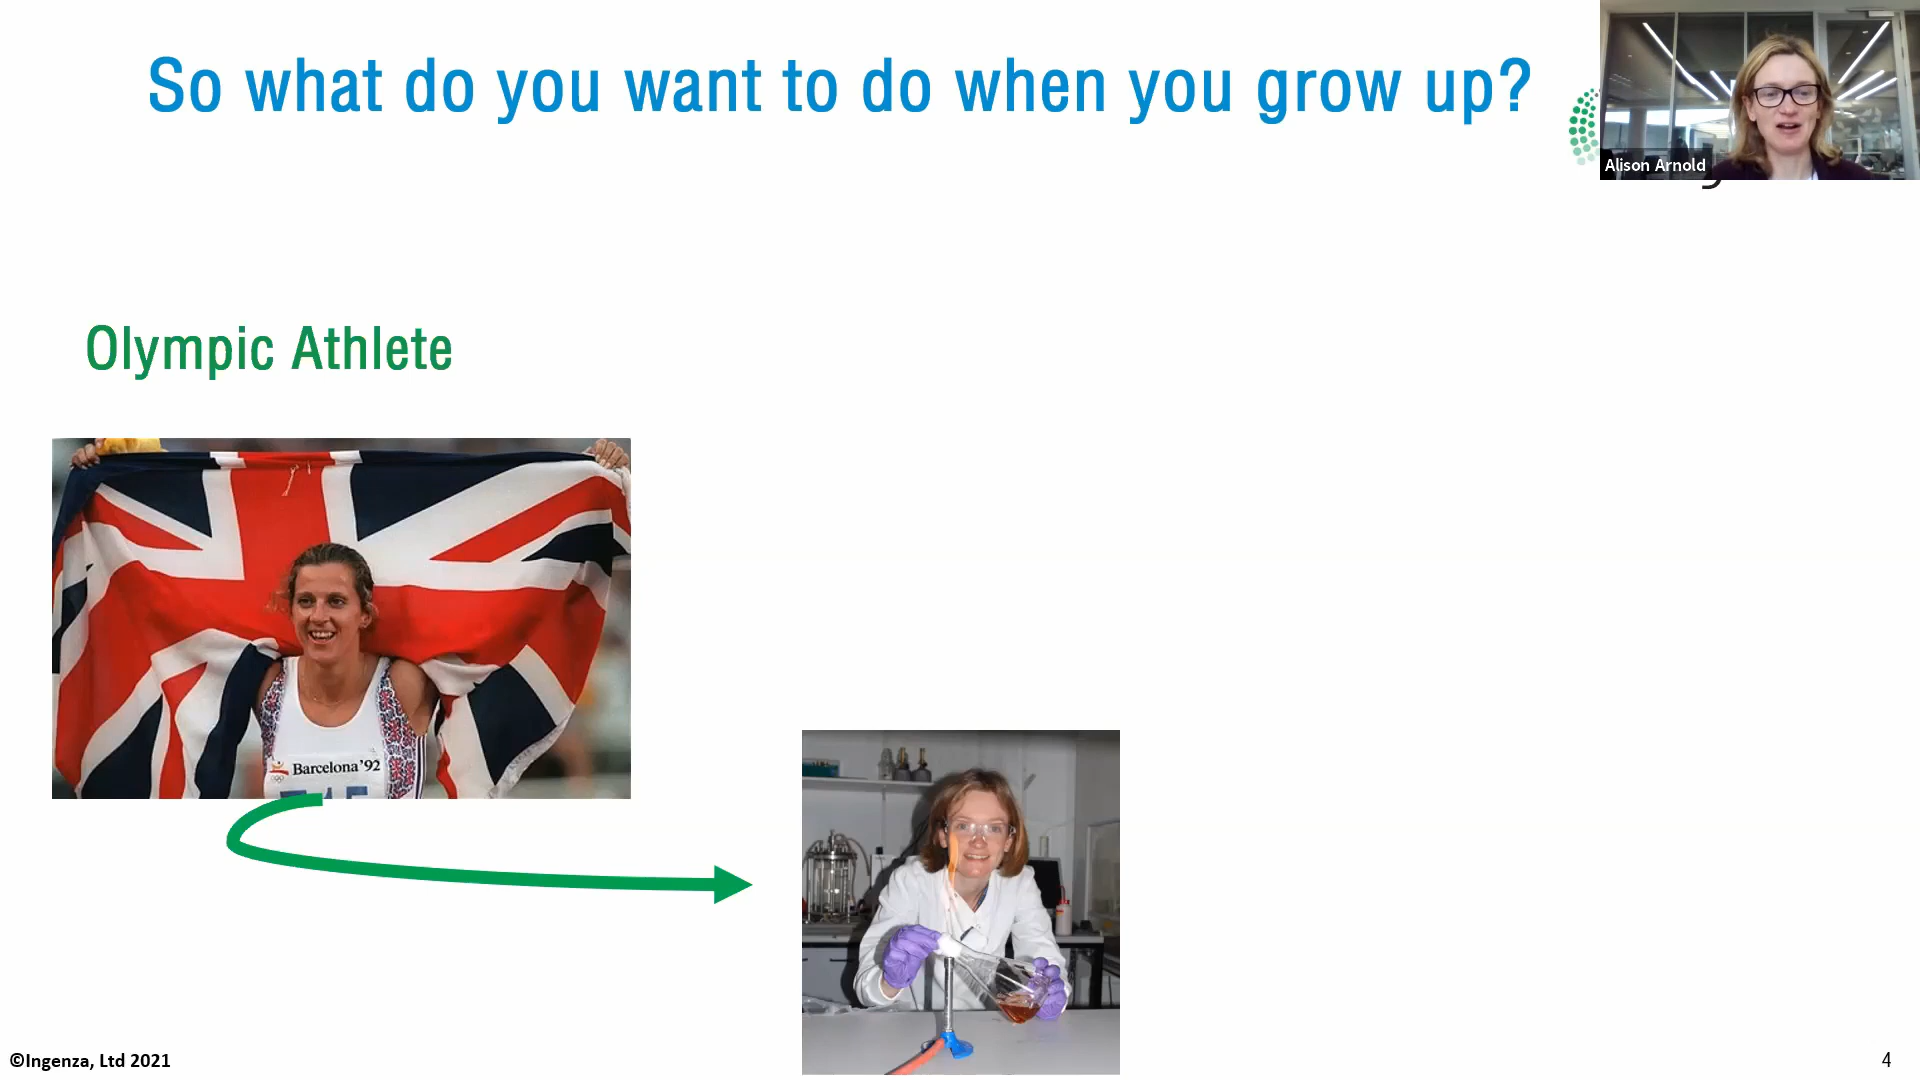 So what do you want to do when you grow up?
Alison Arnold
Olympic Athlete
Barcelona '92
©Ingenza, Ltd 2021
4